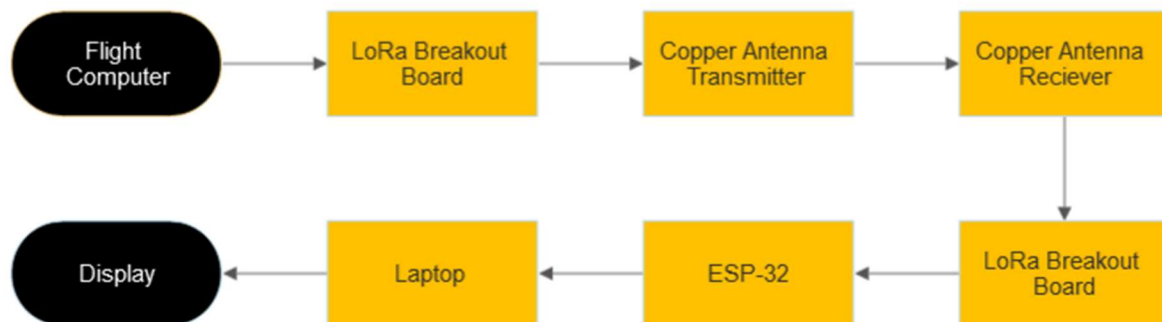 Flight
Computer
LoRa Breakout
Board
Copper Antenna
Transmitter
Copper Antenna
Reciever
Display
Laptop
ESP-32
LoRa Breakout
Board